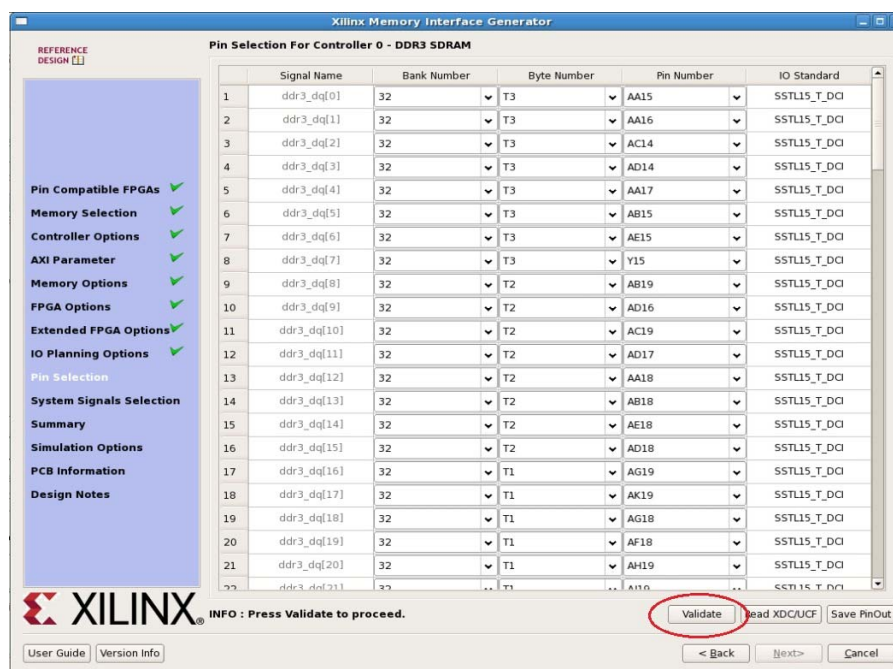 Xilinx Memory Interface Generator
REFERENCE
DESIGN
Pin Selection For Controller 0 - DDR3 SDRAM
Signal Name Bank Number Byte Number Pin Number IO Standard
1 ddr3_dq[0] 32 T3 AA15 SSTL15_T_DCI
2 ddr3_dq[1] 32 T3 AA16 SSTL15_T_DCI
3 ddr3_dq[2] 32 T3 AC14 SSTL15_T_DCI
4 ddr3_dq[3] 32 T3 AD14 SSTL15_T_DCI
5 ddr3_dq[4] 32 T3 AA17 SSTL15_T_DCI
6 ddr3_dq[5] 32 T3 AB15 SSTL15_T_DCI
7 ddr3_dq[6] 32 T3 AE15 SSTL15_T_DCI
8 ddr3_dq[7] 32 T3 Y15 SSTL15_T_DCI
9 ddr3_dq[8] 32 T2 AB19 SSTL15_T_DCI
10 ddr3_dq[9] 32 T2 AD16 SSTL15_T_DCI
11 ddr3_dq[10] 32 T2 AC19 SSTL15_T_DCI
12 ddr3_dq[11] 32 T2 AD17 SSTL15_T_DCI
13 ddr3_dq[12] 32 T2 AA18 SSTL15_T_DCI
14 ddr3_dq[13] 32 T2 AB18 SSTL15_T_DCI
15 ddr3_dq[14] 32 T2 AE18 SSTL15_T_DCI
16 ddr3_dq[15] 32 T2 AD18 SSTL15_T_DCI
17 ddr3_dq[16] 32 T1 AG19 SSTL15_T_DCI
18 ddr3_dq[17] 32 T1 AK19 SSTL15_T_DCI
19 ddr3_dq[18] 32 T1 AG18 SSTL15_T_DCI
20 ddr3_dq[19] 32 T1 AF18 SSTL15_T_DCI
21 ddr3_dq[20] 32 T1 AH19 SSTL15_T_DCI
22 ddr3_dq[21] 32 T1 SSTL15_T_DCI
Pin Compatible FPGAs
Memory Selection
Controller Options
AXI Parameter
Memory Options
FPGA Options
Extended FPGA Options
IO Planning Options
Pin Selection
System Signals Selection
Summary
Simulation Options
PCB Information
Design Notes
XILINX®
INFO : Press Validate to proceed.
Validate ead XDC/UCF Save PinOut
User Guide Version Info < Back Next> Cancel